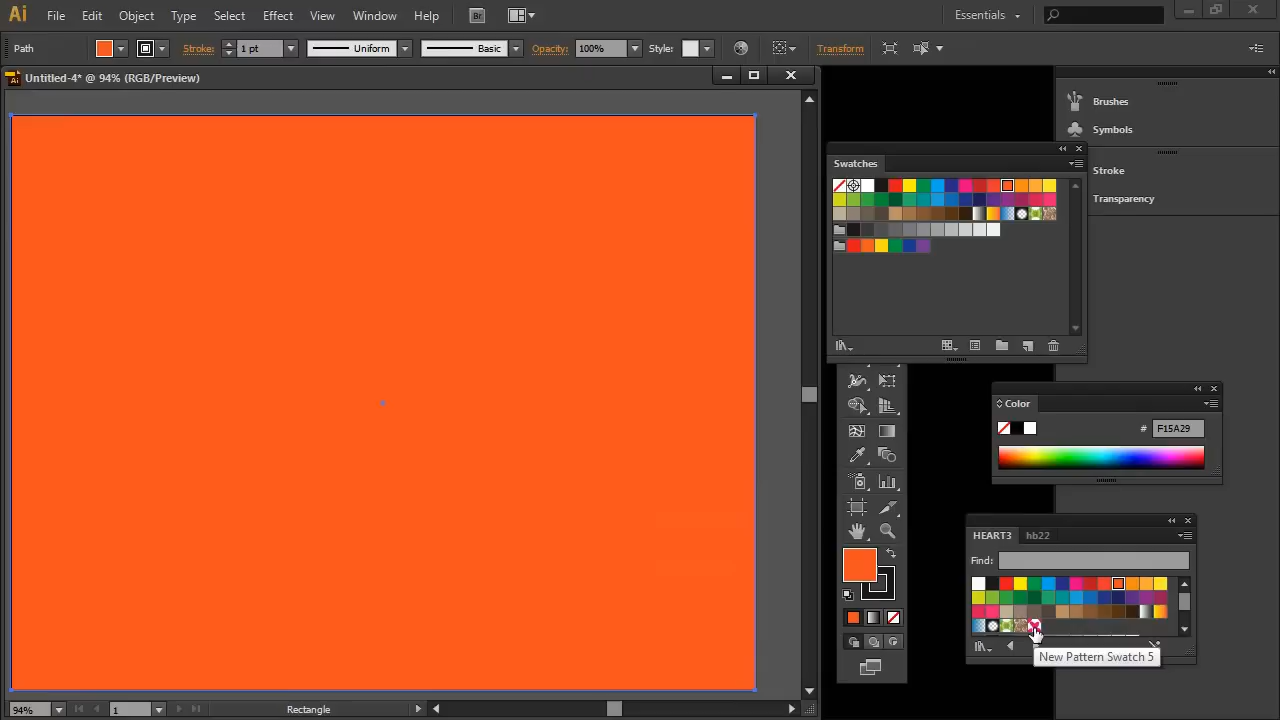 Ai File Edit Object Type Select Effect View Window Help Br Essentials
Path Stroke: 1 pt Uniform Basic Opacity: 100% Style: Transform
Ai Untitled-4* @ 94% (RGB/Preview)
Brushes
Symbols
Stroke
Transparency
Swatches
Color
# F15A29
HEART3 hb22
Find:
New Pattern Swatch 5
94% 1 Rectangle